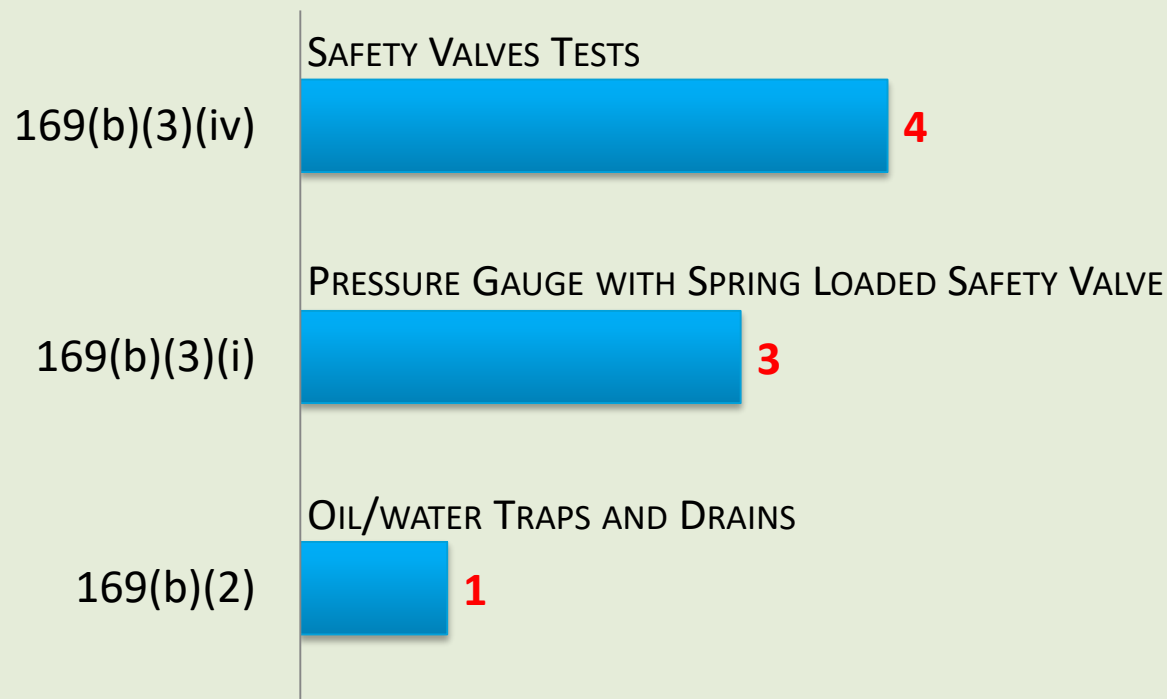 SAFETY VALVES TESTS
169(b)(3)(iv)
4
PRESSURE GAUGE WITH SPRING LOADED SAFETY VALVE
169(b)(3)(i)
3
OIL/WATER TRAPS AND DRAINS
169(b)(2)
1